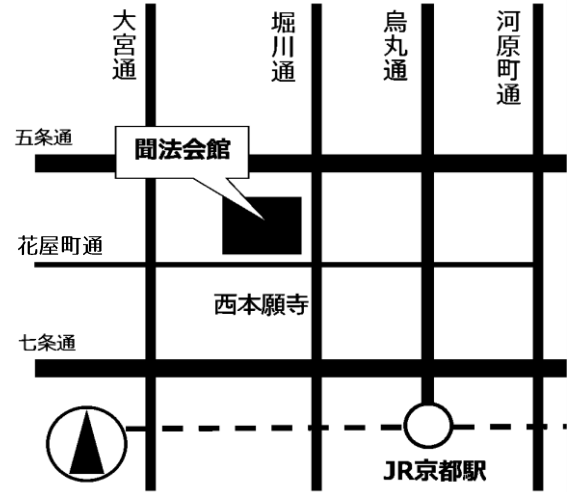 大宮通
堀川通
烏丸通
河原町通
五条通
聞法会館
花屋町通
西本願寺
七条通
JR京都駅